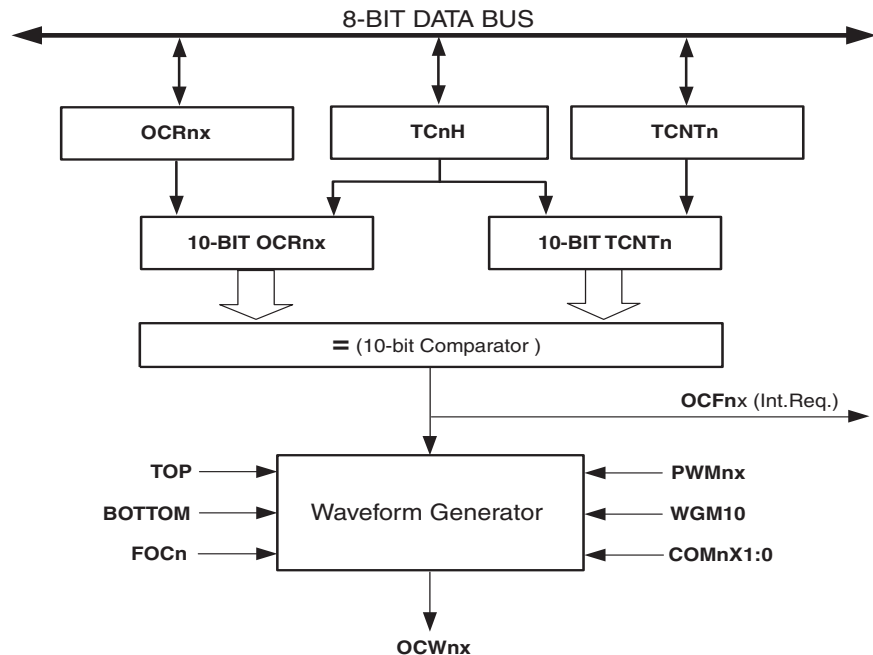 8-BIT DATA BUS
OCRnx
TCnH
TCNTn
10-BIT OCRnx
10-BIT TCNTn
= (10-bit Comparator )
OCFnx (Int.Req.)
TOP
BOTTOM
FOCn
Waveform Generator
PWMnx
WGM10
COMnX1:0
OCWnx